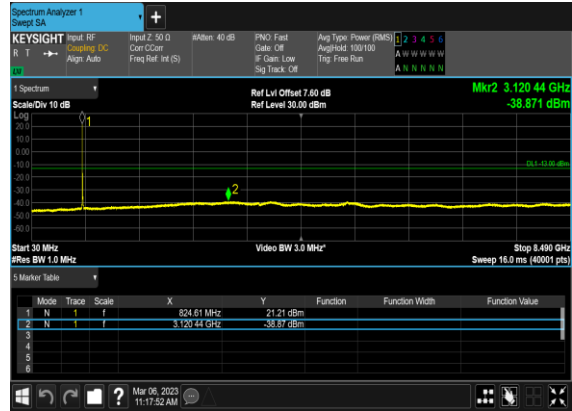 Spectrum Analyzer 1
Swept SA
+
KEYSIGHT Input: RF Input Z: 50 Ω #Atten: 40 dB PNO: Fast Avg Type: Power (RMS) 1 2 3 4 5 6
R T Coupling: DC Corr CCorr Gate: Off Avg|Hold: 100/100 A W W W W W
Align: Auto Freq Ref: Int (S) IF Gain: Low Trig: Free Run
Sig Track: Off A N N N N N
1 Spectrum Ref Lvl Offset 7.60 dB Mkr2 3.120 44 GHz
Scale/Div 10 dB Ref Level 30.00 dBm -38.871 dBm
Log
1
20.0
10.0
0.00
-10.0
DL1 -13.00 dBm
-20.0
-30.0
2
-40.0
-50.0
-60.0
Start 30 MHz Video BW 3.0 MHz* Stop 8.490 GHz
#Res BW 1.0 MHz Sweep 16.0 ms (40001 pts)
5 Marker Table
Mode Trace Scale X Y Function Function Width Function Value
1 N 1 f 824.61 MHz 21.21 dBm
2 N 1 f 3.120 44 GHz -38.87 dBm
3
4
5
6
? Mar 06, 2023
11:17:52 AM